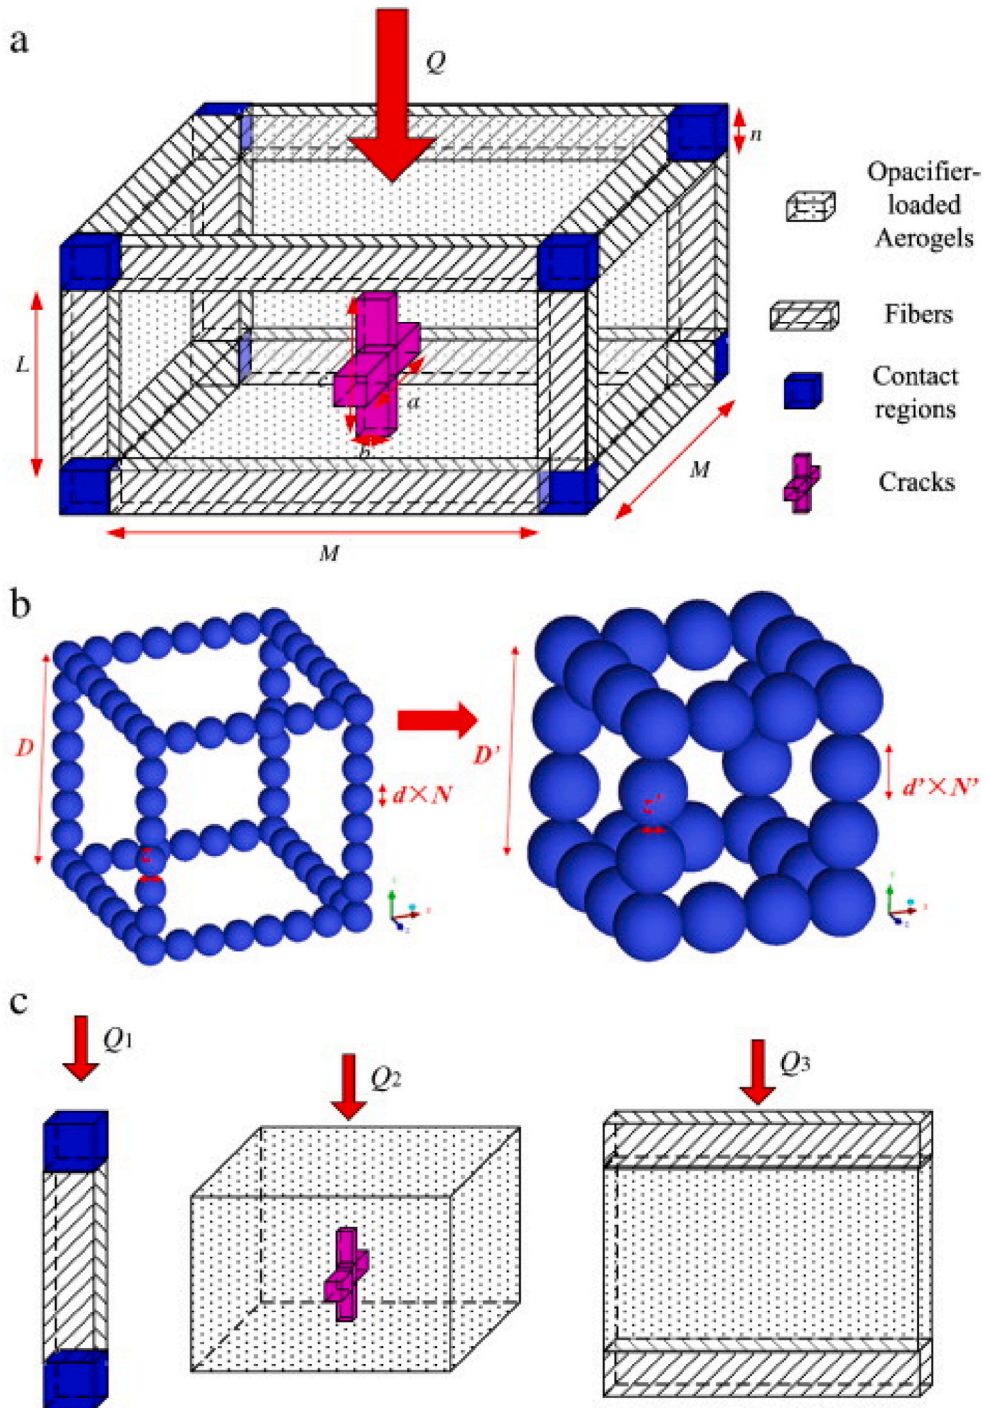 a
Q
n
Opacifier-
loaded
Aerogels
Fibers
L
c
a
b
Contact
regions
M
Cracks
M
b
D
d×N
D'
d'×N'
z'
c
Q1
Q2
Q3